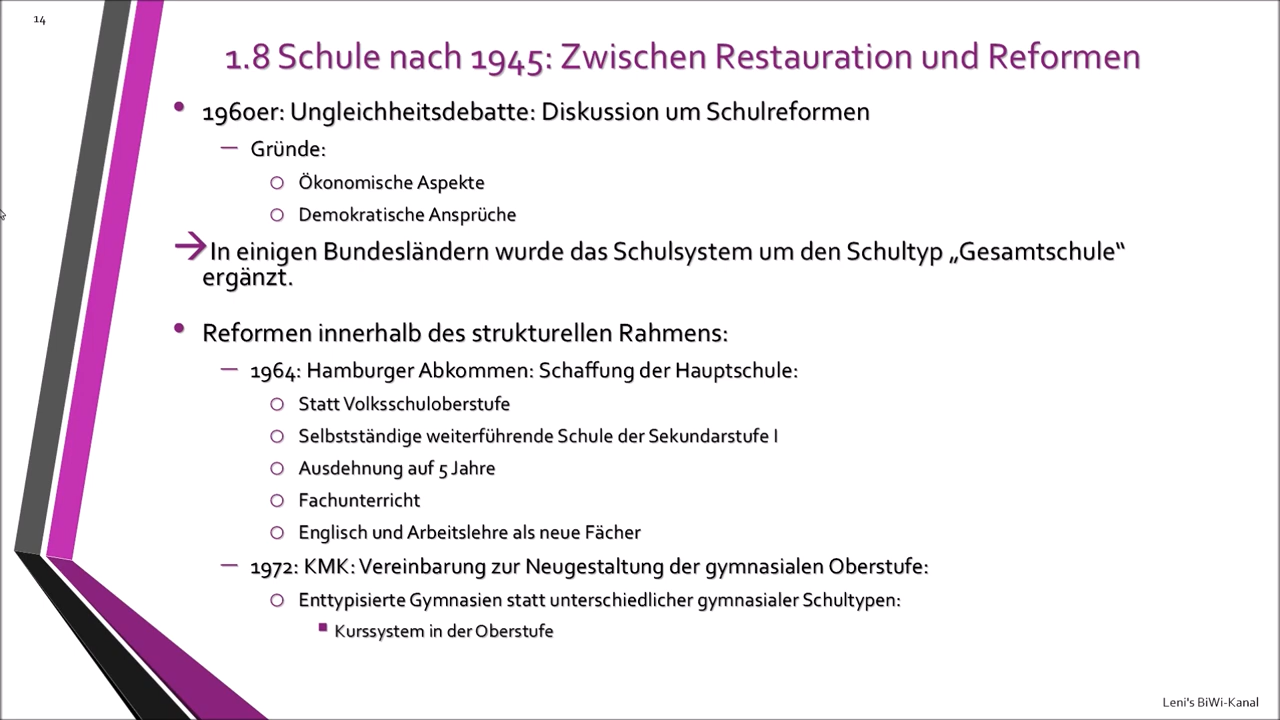 14
1.8 Schule nach 1945: Zwischen Restauration und Reformen
• 1960er: Ungleichheitsdebatte: Diskussion um Schulreformen
– Gründe:
○ Ökonomische Aspekte
○ Demokratische Ansprüche
→ In einigen Bundesländern wurde das Schulsystem um den Schultyp „Gesamtschule“
ergänzt.
• Reformen innerhalb des strukturellen Rahmens:
– 1964: Hamburger Abkommen: Schaffung der Hauptschule:
○ Statt Volksschuloberstufe
○ Selbstständige weiterführende Schule der Sekundarstufe I
○ Ausdehnung auf 5 Jahre
○ Fachunterricht
○ Englisch und Arbeitslehre als neue Fächer
– 1972: KMK: Vereinbarung zur Neugestaltung der gymnasialen Oberstufe:
○ Enttypisierte Gymnasien statt unterschiedlicher gymnasialer Schultypen:
▪ Kurssystem in der Oberstufe
Leni's BiWi-Kanal